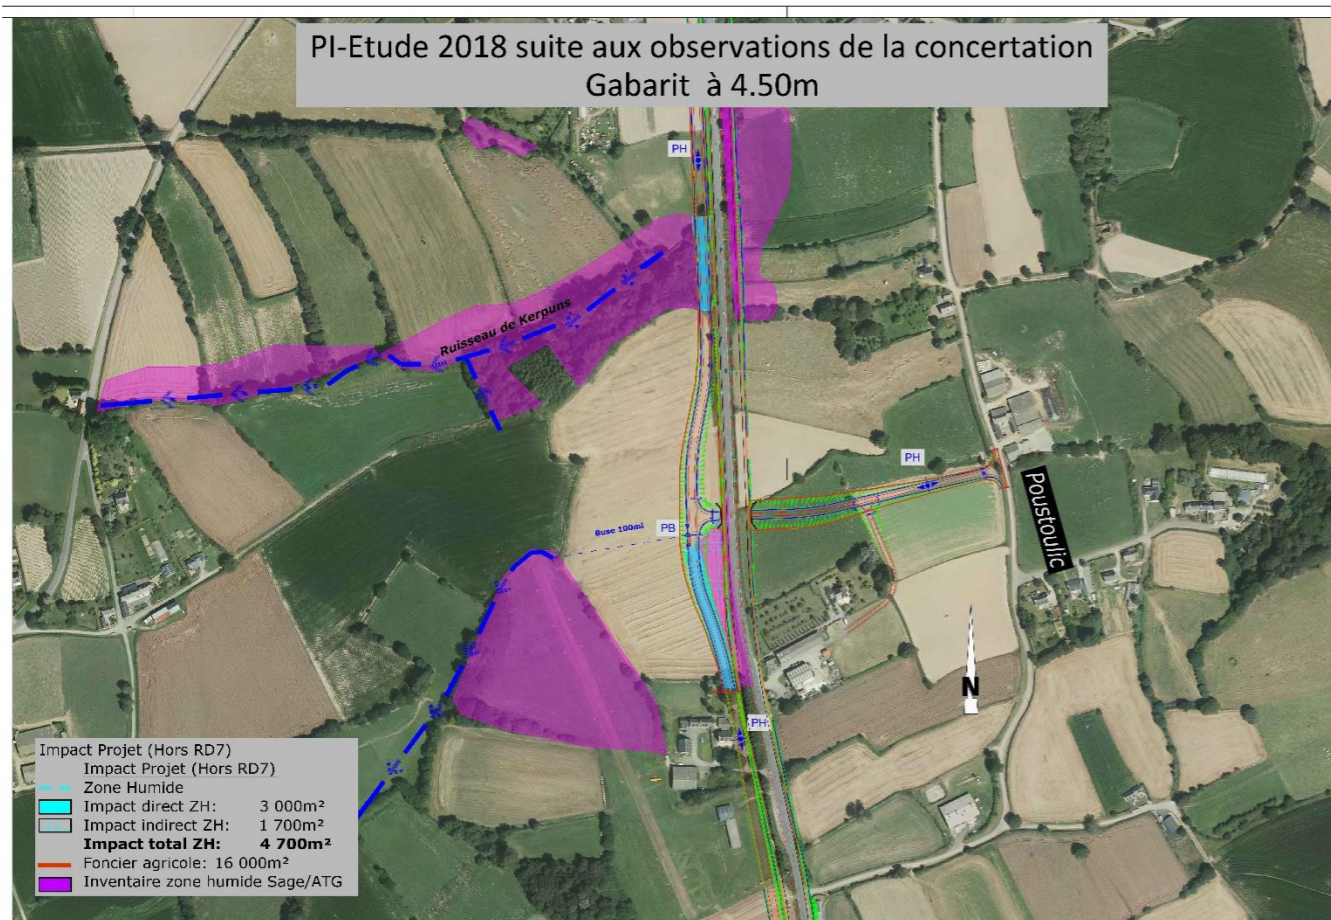 PI-Etude 2018 suite aux observations de la concertation
Gabarit à 4.50m
PH
Ruisseau de Kerpuns
PH
Poustoulic
PB
Buse 100ml
N
PH
Impact Projet (Hors RD7)
Impact Projet (Hors RD7)
Zone Humide
Impact direct ZH: 3 000m²
Impact indirect ZH: 1 700m²
Impact total ZH: 4 700m²
Foncier agricole: 16 000m²
Inventaire zone humide Sage/ATG